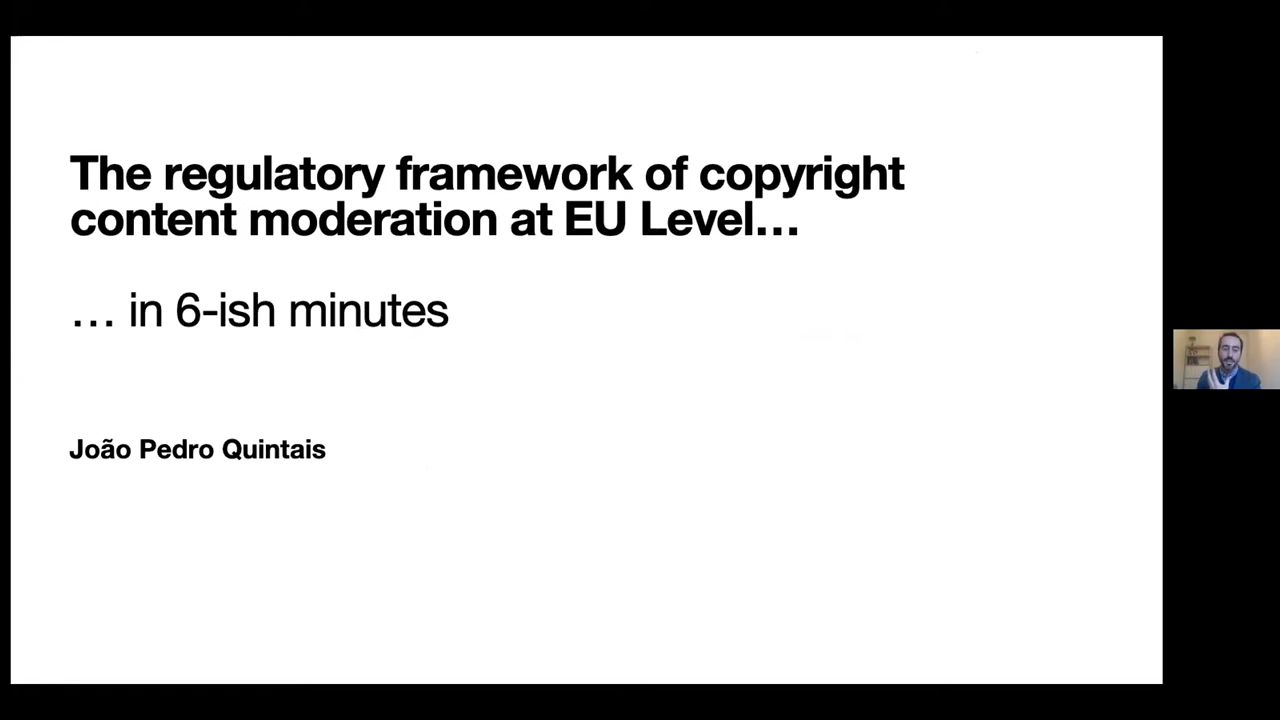 The regulatory framework of copyright
content moderation at EU Level…
… in 6-ish minutes
João Pedro Quintais